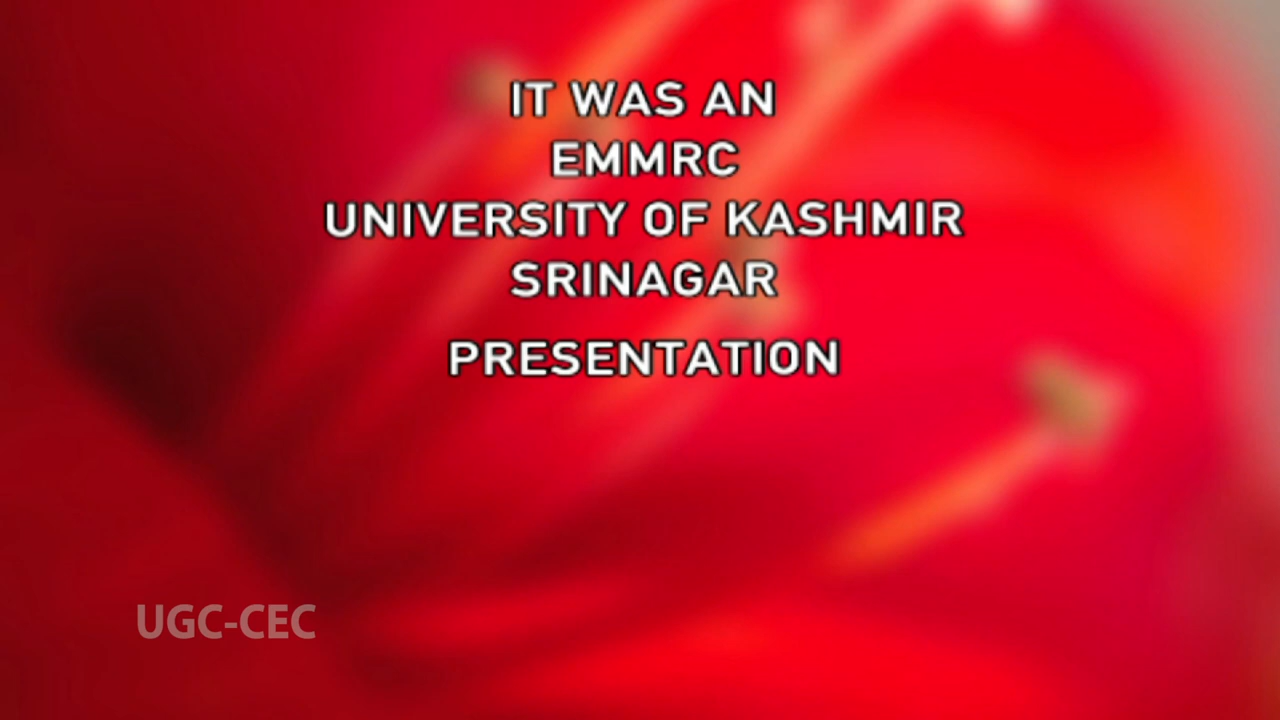 IT WAS AN
EMMRC
UNIVERSITY OF KASHMIR
SRINAGAR
PRESENTATION
UGC-CEC